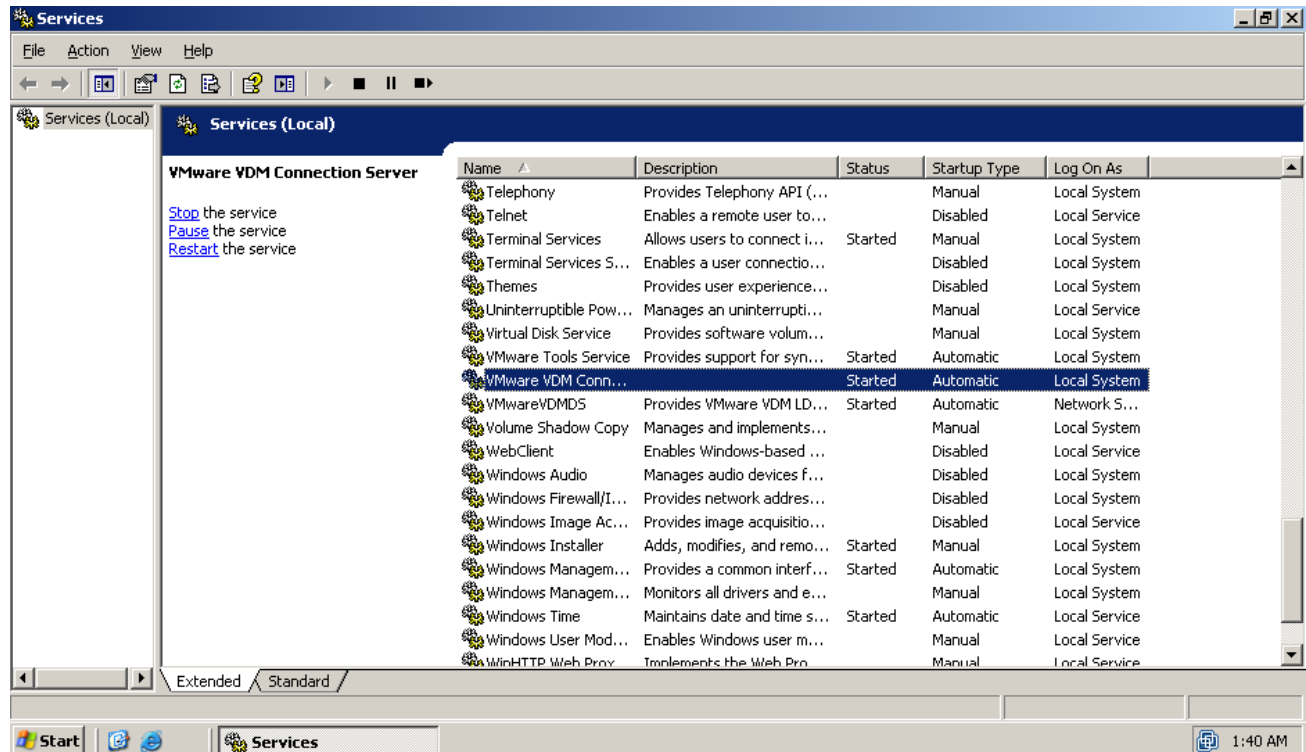 Services
File Action View Help
Services (Local)
Services (Local)
VMware VDM Connection Server
Stop the service
Pause the service
Restart the service
Name Description Status Startup Type Log On As
Telephony Provides Telephony API (... Manual Local System
Telnet Enables a remote user to... Disabled Local Service
Terminal Services Allows users to connect i... Started Manual Local System
Terminal Services S... Enables a user connectio... Disabled Local System
Themes Provides user experience... Disabled Local System
Uninterruptible Pow... Manages an uninterrupti... Manual Local Service
Virtual Disk Service Provides software volum... Manual Local System
VMware Tools Service Provides support for syn... Started Automatic Local System
VMware VDM Conn... Started Automatic Local System
VMwareVDMDS Provides VMware VDM LD... Started Automatic Network S...
Volume Shadow Copy Manages and implements... Manual Local System
WebClient Enables Windows-based ... Disabled Local Service
Windows Audio Manages audio devices f... Disabled Local System
Windows Firewall/I... Provides network addres... Disabled Local System
Windows Image Ac... Provides image acquisitio... Disabled Local Service
Windows Installer Adds, modifies, and remo... Started Manual Local System
Windows Managem... Provides a common interf... Started Automatic Local System
Windows Managem... Monitors all drivers and e... Manual Local System
Windows Time Maintains date and time s... Started Automatic Local Service
Windows User Mod... Enables Windows user m... Manual Local Service
WinHTTP Web Prox Implements the Web Pro Manual Local Service
Extended Standard
Start Services 1:40 AM